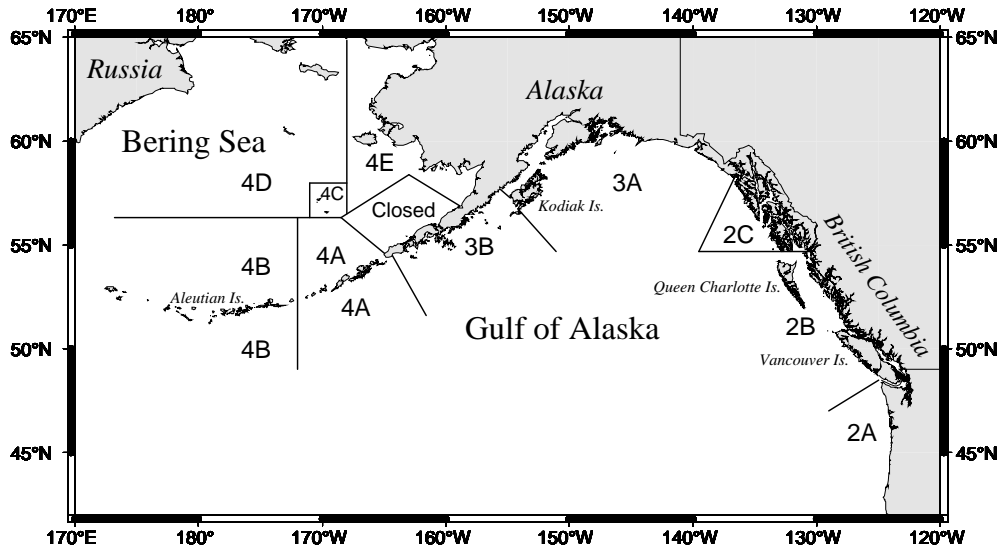 170°E 180° 170°W 160°W 150°W 140°W 130°W 120°W
65°N 65°N
Russia
Alaska
60°N Bering Sea 60°N
4E
4D 4C 3A
Closed Kodiak Is.
55°N 4A 3B 2C 55°N
4B
Aleutian Is. 4A Queen Charlotte Is.
British Columbia
Gulf of Alaska 2B
50°N 4B 50°N
Vancouver Is.
2A
45°N 45°N
170°E 180° 170°W 160°W 150°W 140°W 130°W 120°W